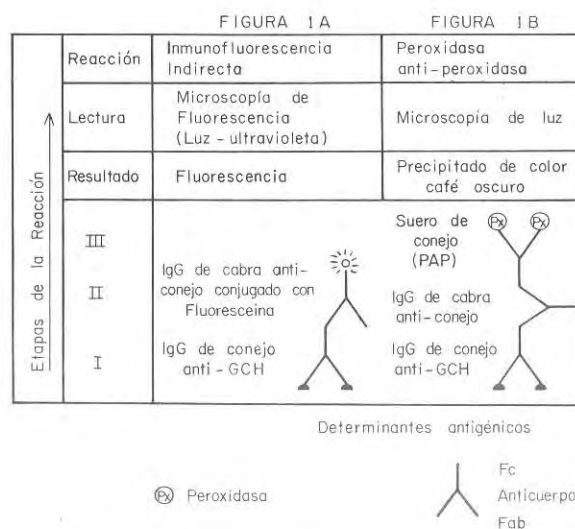 FIGURA 1A
FIGURA 1B
Reacción
Inmunofluorescencia
Indirecta
Peroxidasa
anti-peroxidasa
Lectura
Microscopía de
Fluorescencia
(Luz - ultravioleta)
Microscopía de luz
Resultado
Fluorescencia
Precipitado de color
café oscuro
Etapas de la Reacción
III
Suero de
conejo
(PAP)
Px Px
II
IgG de cabra anti-
conejo conjugado con
Fluoresceína
IgG de cabra
anti-conejo
I
IgG de conejo
anti-GCH
IgG de conejo
anti-GCH
Determinantes antigénicos
Px Peroxidasa
Fc
Anticuerpo
Fab